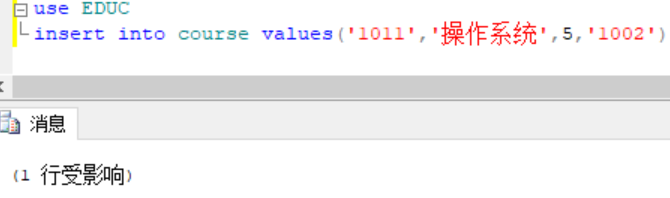 use EDUC
insert into course values('1011','操作系统',5,'1002')
消息
(1 行受影响)